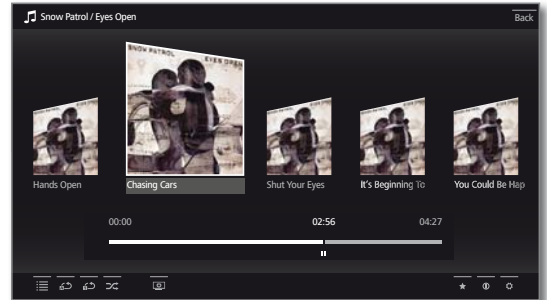 Snow Patrol / Eyes Open
Back
SNOW PATROL EYES OPEN
Hands Open
Chasing Cars
Shut Your Eyes
It's Beginning To
You Could Be Hap
00:00
02:56
04:27